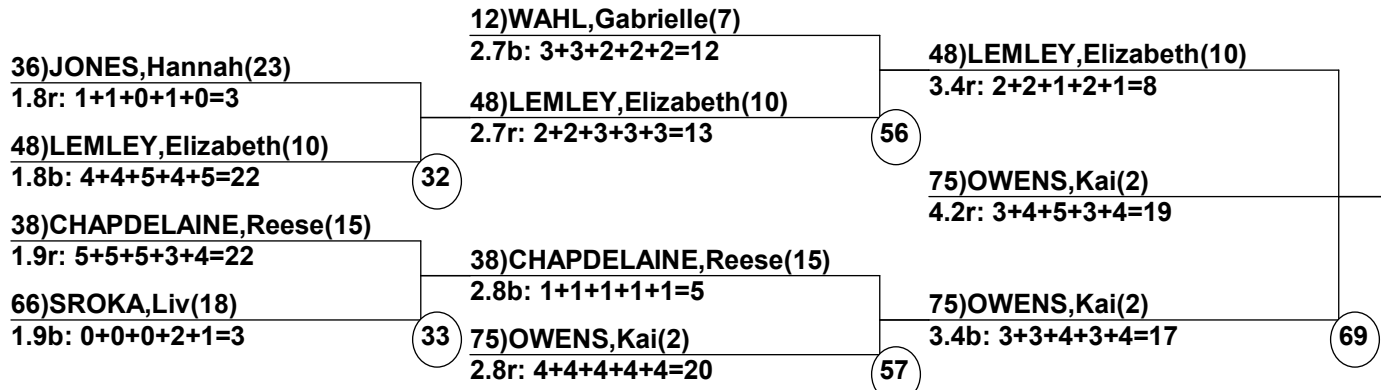 36)JONES,Hannah(23)
1.8r: 1+1+0+1+0=3
48)LEMLEY,Elizabeth(10)
1.8b: 4+4+5+4+5=22
32
38)CHAPDELAINE,Reese(15)
1.9r: 5+5+5+3+4=22
66)SROKA,Liv(18)
1.9b: 0+0+0+2+1=3
33
12)WAHL,Gabrielle(7)
2.7b: 3+3+2+2+2=12
48)LEMLEY,Elizabeth(10)
2.7r: 2+2+3+3+3=13
56
38)CHAPDELAINE,Reese(15)
2.8b: 1+1+1+1+1=5
75)OWENS,Kai(2)
2.8r: 4+4+4+4+4=20
57
48)LEMLEY,Elizabeth(10)
3.4r: 2+2+1+2+1=8
75)OWENS,Kai(2)
4.2r: 3+4+5+3+4=19
75)OWENS,Kai(2)
3.4b: 3+3+4+3+4=17
69